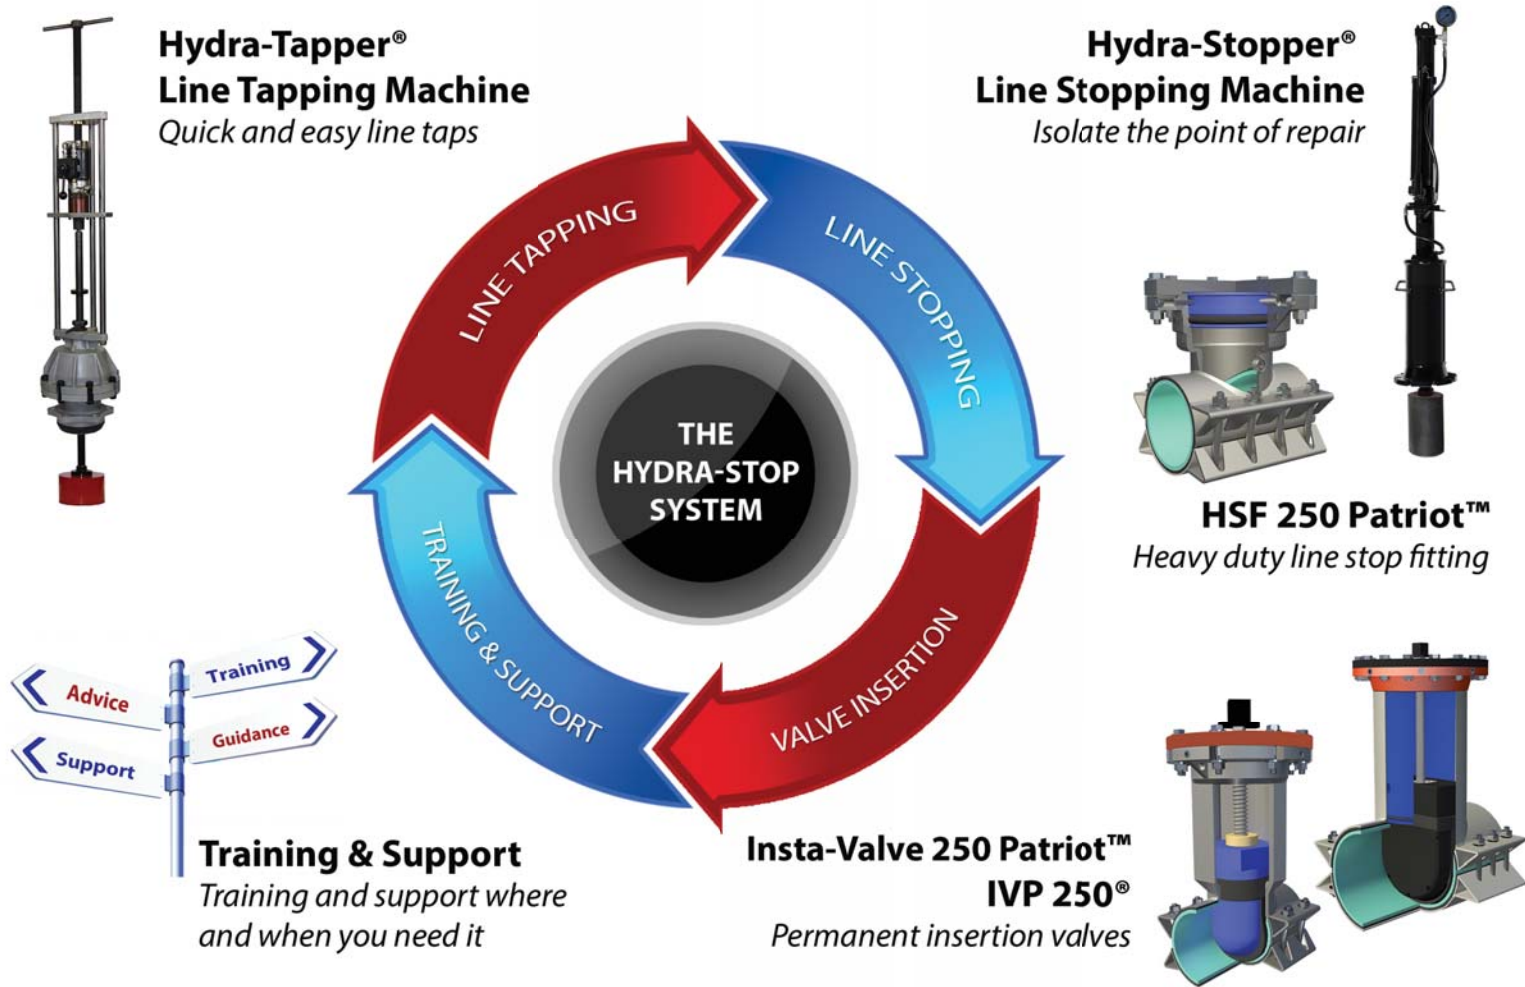 Hydra-Tapper®
Line Tapping Machine
Quick and easy line taps
Hydra-Stopper®
Line Stopping Machine
Isolate the point of repair
LINE TAPPING
LINE STOPPING
THE
HYDRA-STOP
SYSTEM
HSF 250 Patriot™
Heavy duty line stop fitting
TRAINING & SUPPORT
VALVE INSERTION
Training
Advice
Guidance
Support
Training & Support
Training and support where
and when you need it
Insta-Valve 250 Patriot™
IVP 250®
Permanent insertion valves